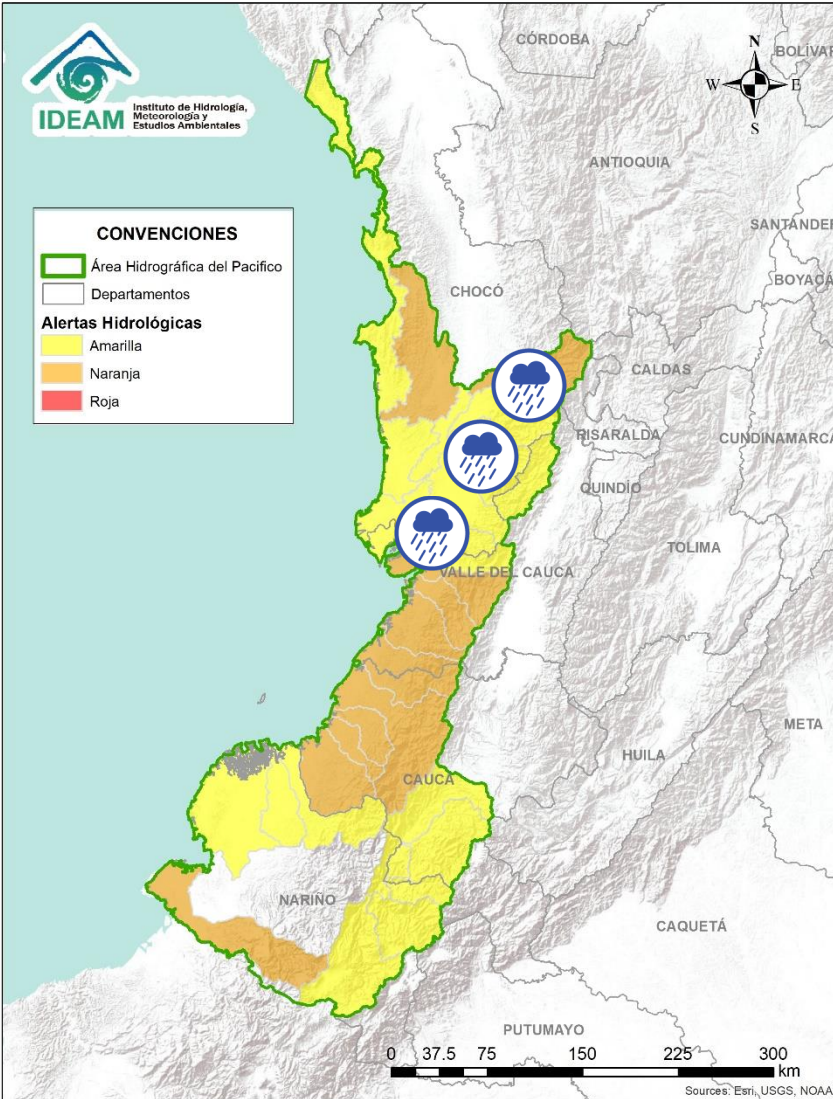 IDEAM
Instituto de Hidrología,
Meteorología y
Estudios Ambientales
CONVENCIONES
Área Hidrográfica del Pacifico
Departamentos
Alertas Hidrológicas
Amarilla
Naranja
Roja
N
W
E
S
CÓRDOBA
BOLÍVAR
ANTIOQUIA
SANTANDER
BOYACÁ
CHOCÓ
CALDAS
RISARALDA
CUNDINAMARCA
QUINDÍO
TOLIMA
VALLE DEL CAUCA
META
HUILA
CAUCA
NARIÑO
CAQUETÁ
PUTUMAYO
0 37.5 75 150 225 300
km
Sources: Esri, USGS, NOAA